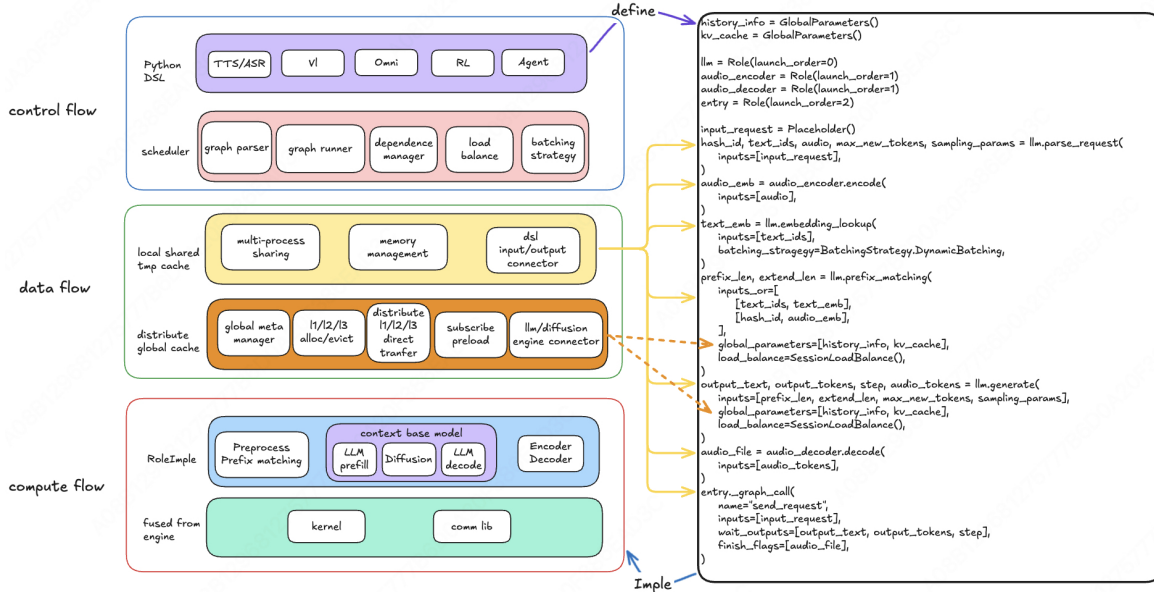 control flow
Python
DSL
TTS/ASR
Vl
Omni
RL
Agent
scheduler
graph parser
graph runner
dependence
manager
load
balance
batching
strategy
data flow
local shared
tmp cache
multi-process
sharing
memory
management
dsl
input/output
connector
distribute
global cache
global meta
manager
l1/l2/l3
alloc/evict
distribute
l1/l2/l3
direct
tranfer
subscribe
preload
llm/diffusion
engine connector
compute flow
RoleImple
Preprocess
Prefix matching
context base model
LLM
prefill
Diffusion
LLM
decode
Encoder
Decoder
fused from
engine
kernel
comm lib
define
Imple
history_info = GlobalParameters()
kv_cache = GlobalParameters()
llm = Role(launch_order=0)
audio_encoder = Role(launch_order=1)
audio_decoder = Role(launch_order=1)
entry = Role(launch_order=2)
input_request = Placeholder()
hash_id, text_ids, audio, max_new_tokens, sampling_params = llm.parse_request(
inputs=[input_request],
)
audio_emb = audio_encoder.encode(
inputs=[audio],
)
text_emb = llm.embedding_lookup(
inputs=[text_ids],
batching_stragegy=BatchingStrategy.DynamicBatching,
)
prefix_len, extend_len = llm.prefix_matching(
inputs_or=[
[text_ids, text_emb],
[hash_id, audio_emb],
],
global_parameters=[history_info, kv_cache],
load_balance=SessionLoadBalance(),
)
output_text, output_tokens, step, audio_tokens = llm.generate(
inputs=[prefix_len, extend_len, max_new_tokens, sampling_params],
global_parameters=[history_info, kv_cache],
load_balance=SessionLoadBalance(),
)
audio_file = audio_decoder.decode(
inputs=[audio_tokens],
)
entry._graph_call(
name="send_request",
inputs=[input_request],
wait_outputs=[output_text, output_tokens, step],
finish_flags=[audio_file],
)